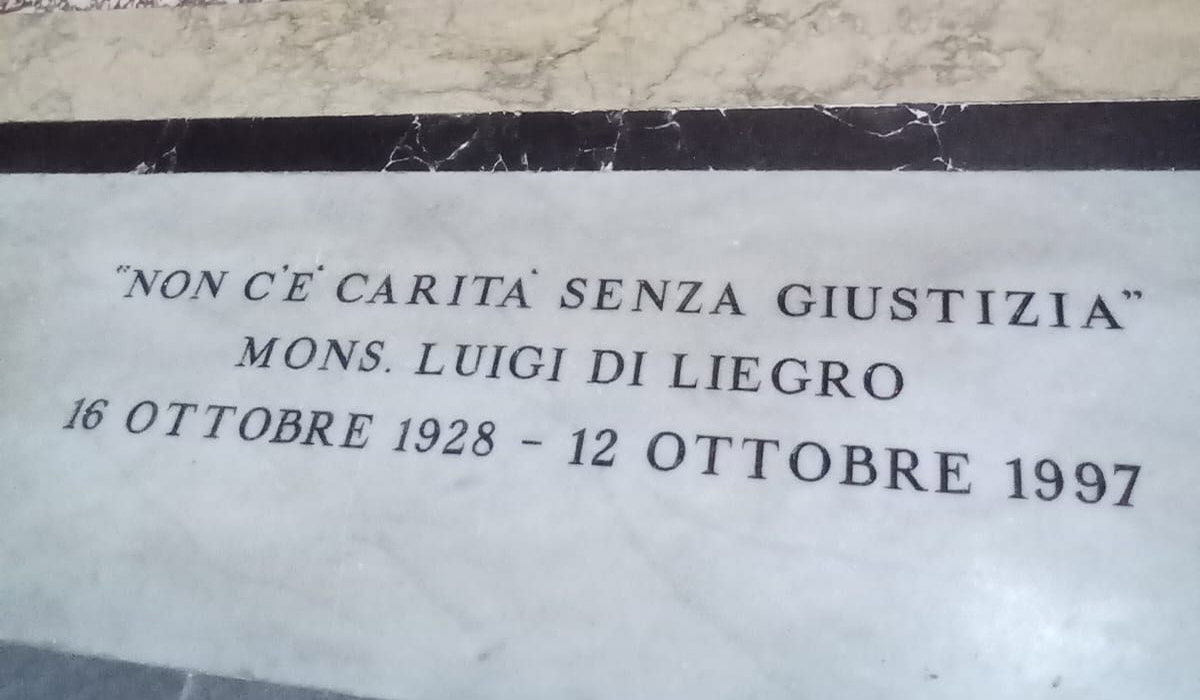 "NON C'E' CARITA' SENZA GIUSTIZIA"
MONS. LUIGI DI LIEGRO
16 OTTOBRE 1928 - 12 OTTOBRE 1997